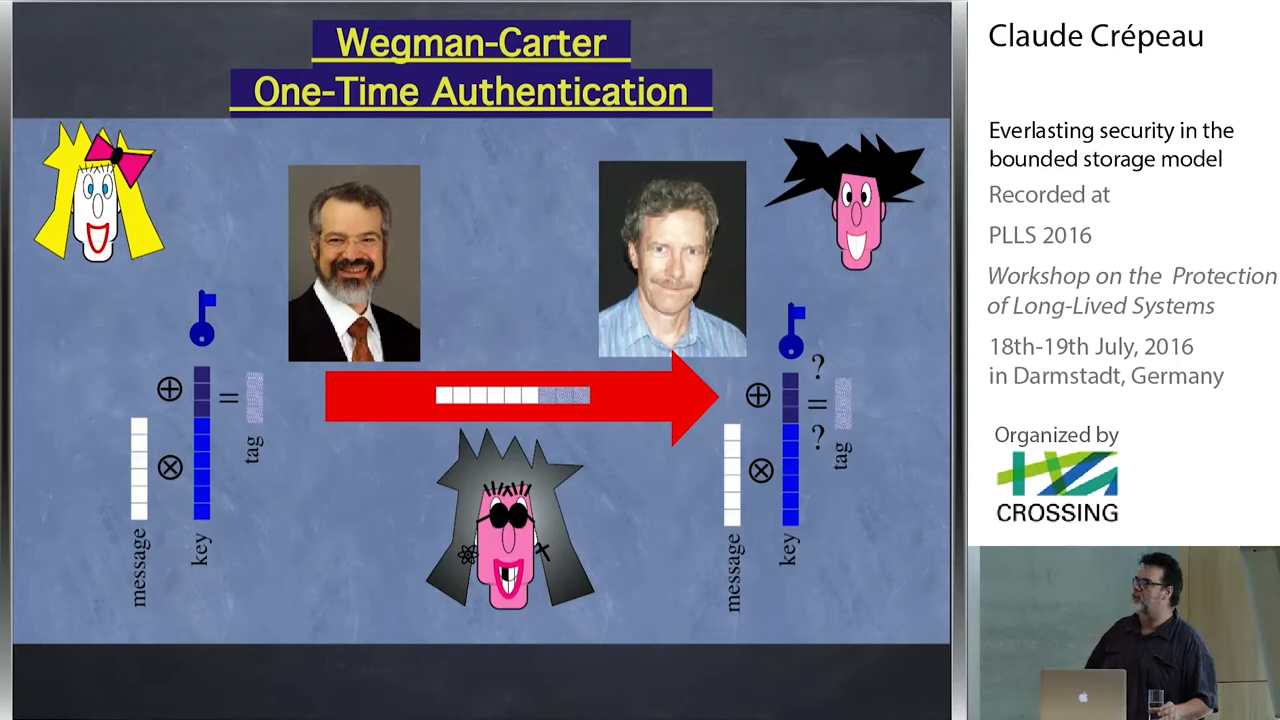 Wegman-Carter
One-Time Authentication
⊕
=
⊗
tag
message
key
⊕
?
=
?
⊗
tag
message
key
Claude Crépeau
Everlasting security in the
bounded storage model
Recorded at
PLLS 2016
Workshop on the Protection
of Long-Lived Systems
18th-19th July, 2016
in Darmstadt, Germany
Organized by
CROSSING